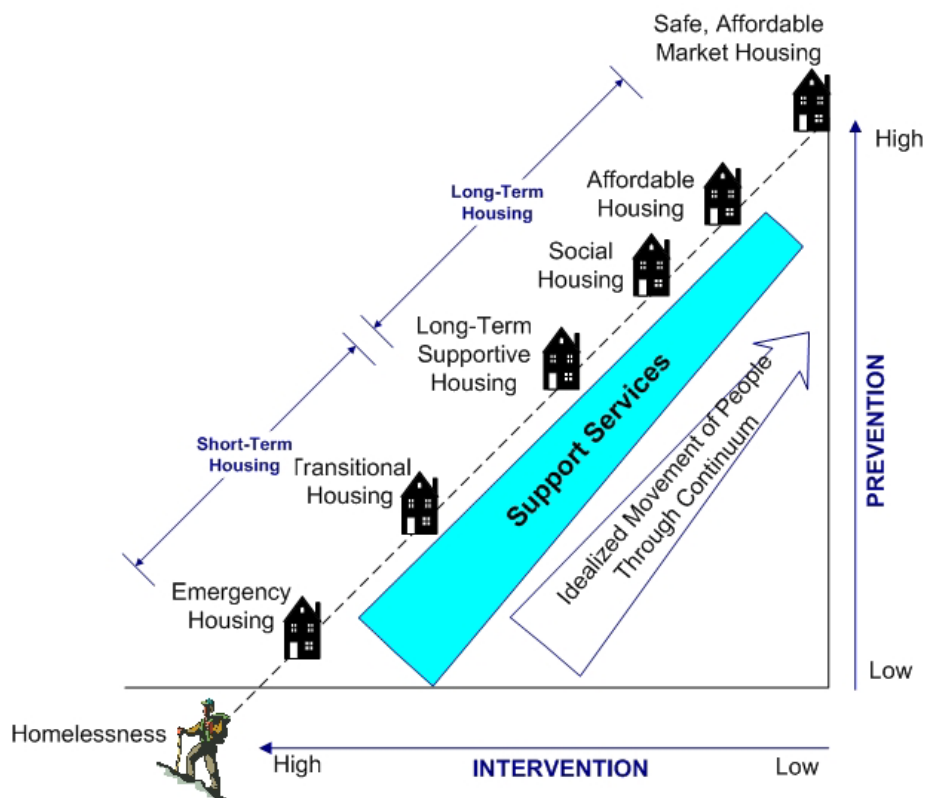 Safe, Affordable
Market Housing
High
Long-Term
Housing
Affordable
Housing
Social
Housing
Long-Term
Supportive
Housing
Support Services
Idealized Movement of People
Through Continuum
PREVENTION
Short-Term
Housing
Transitional
Housing
Emergency
Housing
Low
Homelessness
High
INTERVENTION
Low